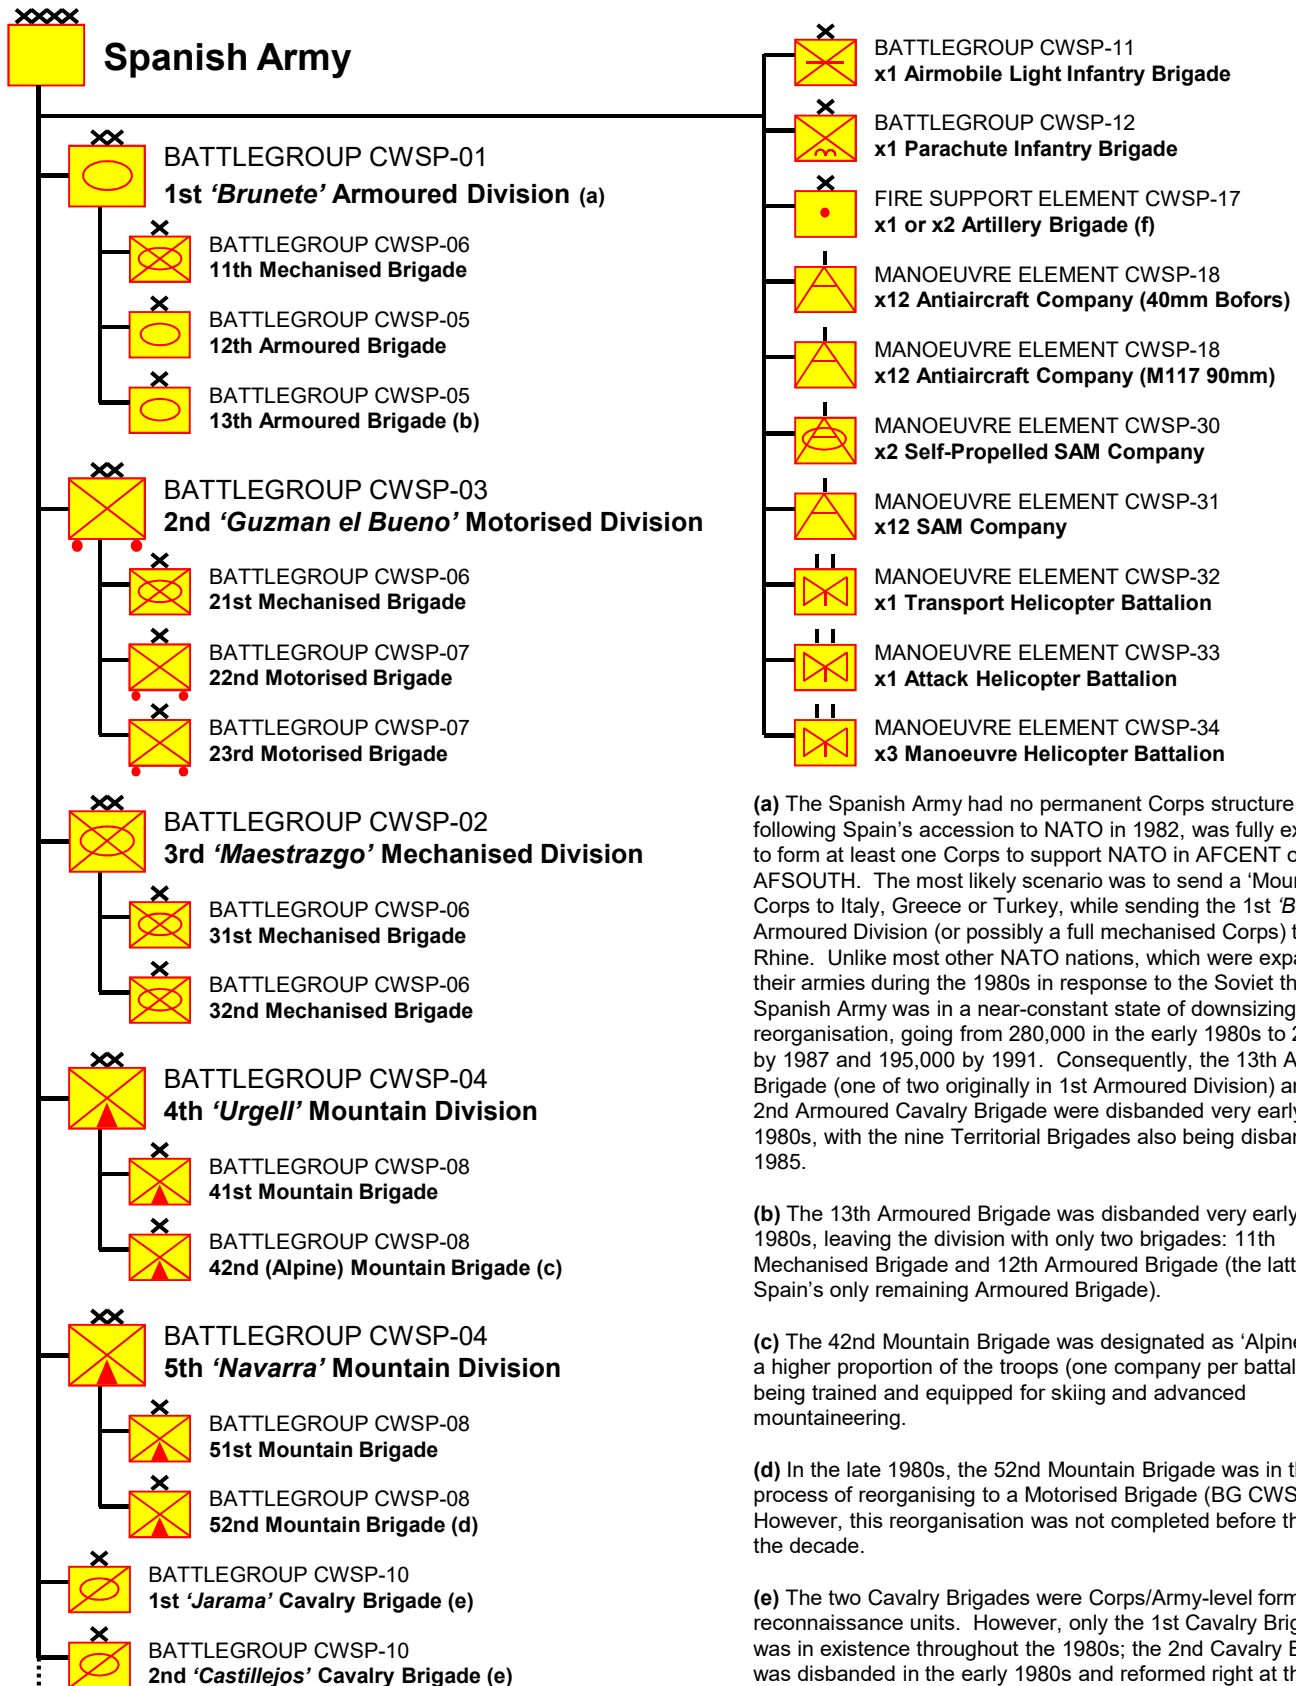 Spanish Army
BATTLEGROUP CWSP-01
1st 'Brunete' Armoured Division (a)
BATTLEGROUP CWSP-06
11th Mechanised Brigade
BATTLEGROUP CWSP-05
12th Armoured Brigade
BATTLEGROUP CWSP-05
13th Armoured Brigade (b)
BATTLEGROUP CWSP-03
2nd 'Guzman el Bueno' Motorised Division
BATTLEGROUP CWSP-06
21st Mechanised Brigade
BATTLEGROUP CWSP-07
22nd Motorised Brigade
BATTLEGROUP CWSP-07
23rd Motorised Brigade
BATTLEGROUP CWSP-02
3rd 'Maestrazgo' Mechanised Division
BATTLEGROUP CWSP-06
31st Mechanised Brigade
BATTLEGROUP CWSP-06
32nd Mechanised Brigade
BATTLEGROUP CWSP-04
4th 'Urgell' Mountain Division
BATTLEGROUP CWSP-08
41st Mountain Brigade
BATTLEGROUP CWSP-08
42nd (Alpine) Mountain Brigade (c)
BATTLEGROUP CWSP-04
5th 'Navarra' Mountain Division
BATTLEGROUP CWSP-08
51st Mountain Brigade
BATTLEGROUP CWSP-08
52nd Mountain Brigade (d)
BATTLEGROUP CWSP-10
1st 'Jarama' Cavalry Brigade (e)
BATTLEGROUP CWSP-10
2nd 'Castillejos' Cavalry Brigade (e)
BATTLEGROUP CWSP-11
x1 Airmobile Light Infantry Brigade
BATTLEGROUP CWSP-12
x1 Parachute Infantry Brigade
FIRE SUPPORT ELEMENT CWSP-17
x1 or x2 Artillery Brigade (f)
MANOEUVRE ELEMENT CWSP-18
x12 Antiaircraft Company (40mm Bofors)
MANOEUVRE ELEMENT CWSP-18
x12 Antiaircraft Company (M117 90mm)
MANOEUVRE ELEMENT CWSP-30
x2 Self-Propelled SAM Company
MANOEUVRE ELEMENT CWSP-31
x12 SAM Company
MANOEUVRE ELEMENT CWSP-32
x1 Transport Helicopter Battalion
MANOEUVRE ELEMENT CWSP-33
x1 Attack Helicopter Battalion
MANOEUVRE ELEMENT CWSP-34
x3 Manoeuvre Helicopter Battalion
(a) The Spanish Army had no permanent Corps structure
following Spain's accession to NATO in 1982, was fully
to form at least one Corps to support NATO in AFCENT
AFSOUTH. The most likely scenario was to send a
Corps to Italy, Greece or Turkey, while sending the 1st
Armoured Division (or possibly a full mechanised Corps)
Rhine. Unlike most other NATO nations, which were
their armies during the 1980s in response to the Soviet
Spanish Army was in a near-constant state of downsizing
reorganisation, going from 280,000 in the early 1980s to
by 1987 and 195,000 by 1991. Consequently, the 13th
Brigade (one of two originally in 1st Armoured Division)
2nd Armoured Cavalry Brigade were disbanded very early
1980s, with the nine Territorial Brigades also being
1985.
(b) The 13th Armoured Brigade was disbanded very early
1980s, leaving the division with only two brigades: 11th
Mechanised Brigade and 12th Armoured Brigade (the
Spain's only remaining Armoured Brigade).
(c) The 42nd Mountain Brigade was designated as 'Alpine
a higher proportion of the troops (one company per
being trained and equipped for skiing and advanced
mountaineering.
(d) In the late 1980s, the 52nd Mountain Brigade was in
process of reorganising to a Motorised Brigade (BG
However, this reorganisation was not completed before
the decade.
(e) The two Cavalry Brigades were Corps/Army-level
reconnaissance units. However, only the 1st Cavalry
was in existence throughout the 1980s; the 2nd Cavalry
was disbanded in the early 1980s and reformed right at